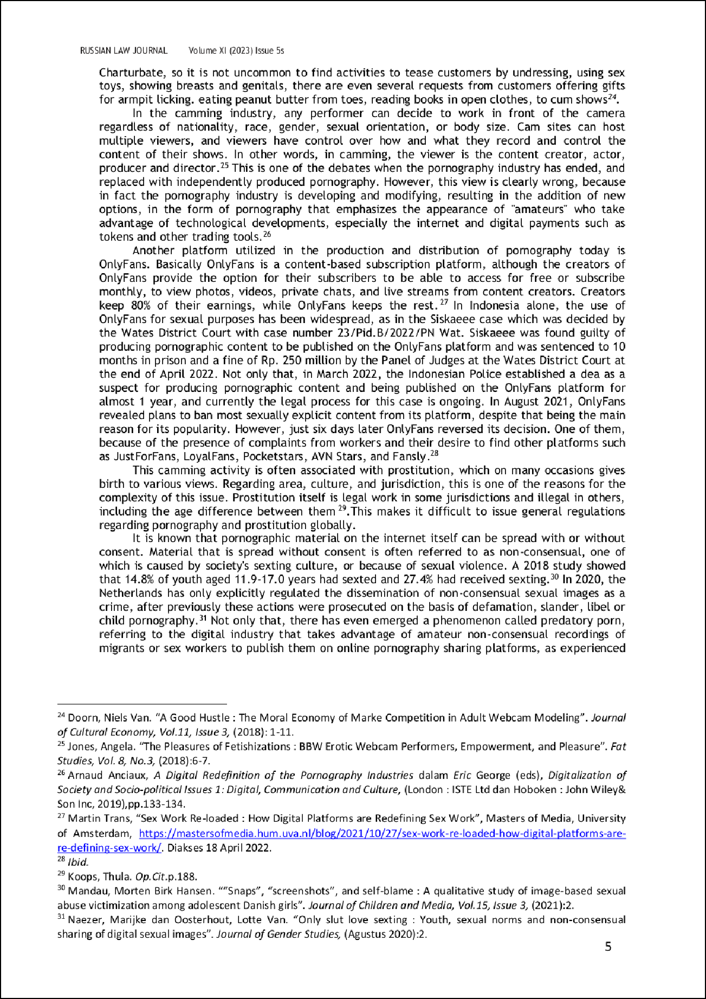 RUSSIAN LAW JOURNAL Volume XI (2023) Issue 5s
Charturbate, so it is not uncommon to find activities to tease customers by undressing, using sex
toys, showing breasts and genitals, there are even several requests from customers offering gifts
for armpit licking. eating peanut butter from toes, reading books in open clothes, to cum shows24.
In the camming industry, any performer can decide to work in front of the camera
regardless of nationality, race, gender, sexual orientation, or body size. Cam sites can host
multiple viewers, and viewers have control over how and what they record and control the
content of their shows. In other words, in camming, the viewer is the content creator, actor,
producer and director.25 This is one of the debates when the pornography industry has ended, and
replaced with independently produced pornography. However, this view is clearly wrong, because
in fact the pornography industry is developing and modifying, resulting in the addition of new
options, in the form of pornography that emphasizes the appearance of "amateurs" who take
advantage of technological developments, especially the internet and digital payments such as
tokens and other trading tools.26
Another platform utilized in the production and distribution of pornography today is
OnlyFans. Basically OnlyFans is a content-based subscription platform, although the creators of
OnlyFans provide the option for their subscribers to be able to access for free or subscribe
monthly, to view photos, videos, private chats, and live streams from content creators. Creators
keep 80% of their earnings, while OnlyFans keeps the rest. 27 In Indonesia alone, the use of
OnlyFans for sexual purposes has been widespread, as in the Siskaeee case which was decided by
the Wates District Court with case number 23/Pid.B/2022/PN Wat. Siskaeee was found guilty of
producing pornographic content to be published on the OnlyFans platform and was sentenced to 10
months in prison and a fine of Rp. 250 million by the Panel of Judges at the Wates District Court at
the end of April 2022. Not only that, in March 2022, the Indonesian Police established a dea as a
suspect for producing pornographic content and being published on the OnlyFans platform for
almost 1 year, and currently the legal process for this case is ongoing. In August 2021, OnlyFans
revealed plans to ban most sexually explicit content from its platform, despite that being the main
reason for its popularity. However, just six days later OnlyFans reversed its decision. One of them,
because of the presence of complaints from workers and their desire to find other platforms such
as JustForFans, LoyalFans, Pocketstars, AVN Stars, and Fansly.28
This camming activity is often associated with prostitution, which on many occasions gives
birth to various views. Regarding area, culture, and jurisdiction, this is one of the reasons for the
complexity of this issue. Prostitution itself is legal work in some jurisdictions and illegal in others,
including the age difference between them 29.This makes it difficult to issue general regulations
regarding pornography and prostitution globally.
It is known that pornographic material on the internet itself can be spread with or without
consent. Material that is spread without consent is often referred to as non-consensual, one of
which is caused by society's sexting culture, or because of sexual violence. A 2018 study showed
that 14.8% of youth aged 11.9-17.0 years had sexted and 27.4% had received sexting.30 In 2020, the
Netherlands has only explicitly regulated the dissemination of non-consensual sexual images as a
crime, after previously these actions were prosecuted on the basis of defamation, slander, libel or
child pornography.31 Not only that, there has even emerged a phenomenon called predatory porn,
referring to the digital industry that takes advantage of amateur non-consensual recordings of
migrants or sex workers to publish them on online pornography sharing platforms, as experienced
24 Doorn, Niels Van. “A Good Hustle : The Moral Economy of Marke Competition in Adult Webcam Modeling”. Journal
of Cultural Economy, Vol.11, Issue 3, (2018): 1-11.
25 Jones, Angela. “The Pleasures of Fetishizations : BBW Erotic Webcam Performers, Empowerment, and Pleasure”. Fat
Studies, Vol. 8, No.3, (2018):6-7.
26 Arnaud Anciaux, A Digital Redefinition of the Pornography Industries dalam Eric George (eds), Digitalization of
Society and Socio-political Issues 1: Digital, Communication and Culture, (London : ISTE Ltd dan Hoboken : John Wiley&
Son Inc, 2019),pp.133-134.
27 Martin Trans, “Sex Work Re-loaded : How Digital Platforms are Redefining Sex Work”, Masters of Media, University
of Amsterdam, https://mastersofmedia.hum.uva.nl/blog/2021/10/27/sex-work-re-loaded-how-digital-platforms-are-
re-defining-sex-work/. Diakses 18 April 2022.
28 Ibid.
29 Koops, Thula. Op.Cit.p.188.
30 Mandau, Morten Birk Hansen. “”Snaps”, “screenshots”, and self-blame : A qualitative study of image-based sexual
abuse victimization among adolescent Danish girls”. Journal of Children and Media, Vol.15, Issue 3, (2021):2.
31 Naezer, Marijke dan Oosterhout, Lotte Van. “Only slut love sexting : Youth, sexual norms and non-consensual
sharing of digital sexual images”. Journal of Gender Studies, (Agustus 2020):2.
5